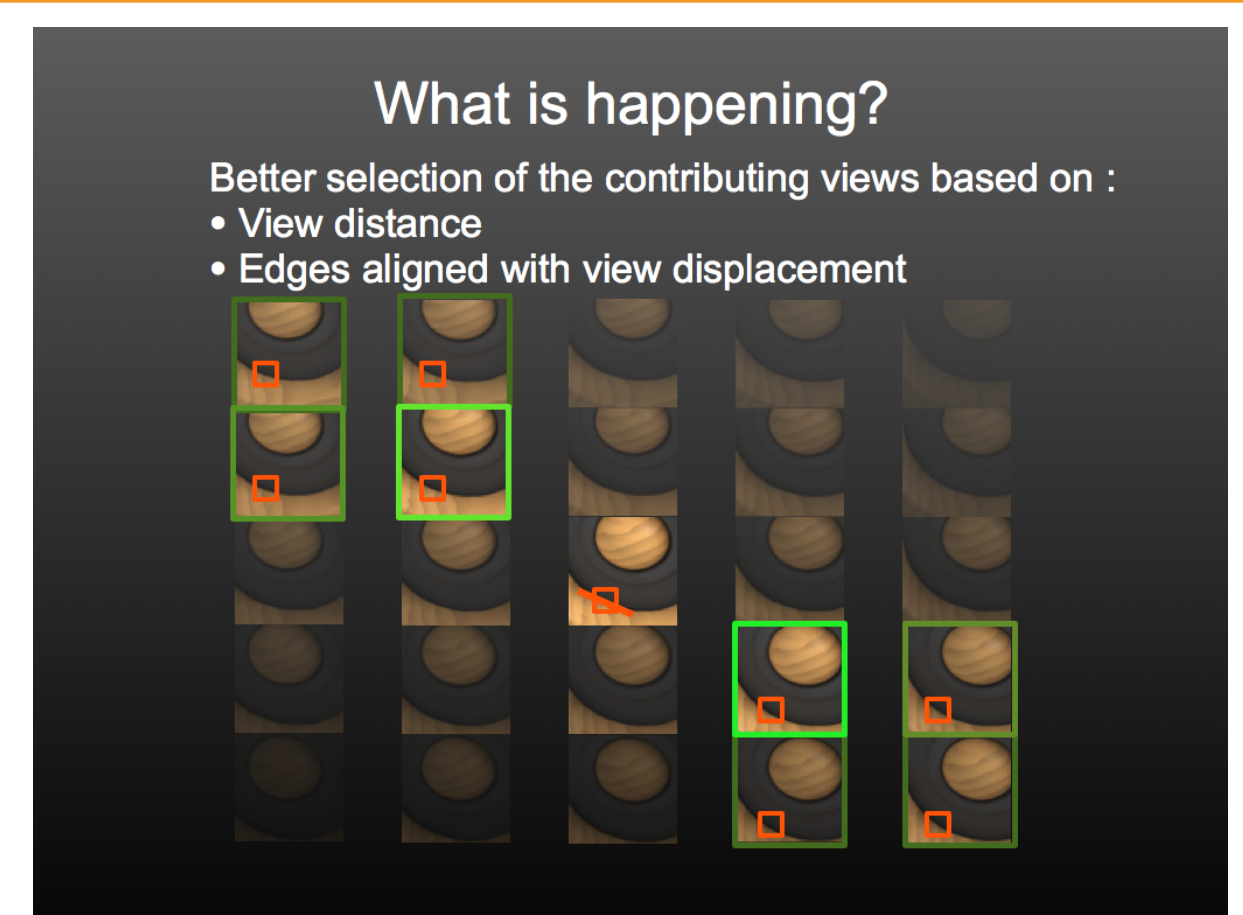 What is happening?
Better selection of the contributing views based on :
• View distance
• Edges aligned with view displacement